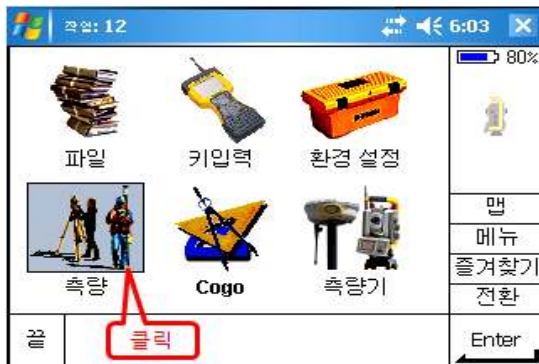 작업: 12
6:03
80%
파일
키입력
환경 설정
측량
Cogo
측량기
맵
메뉴
즐겨찾기
전환
끝
클릭
Enter